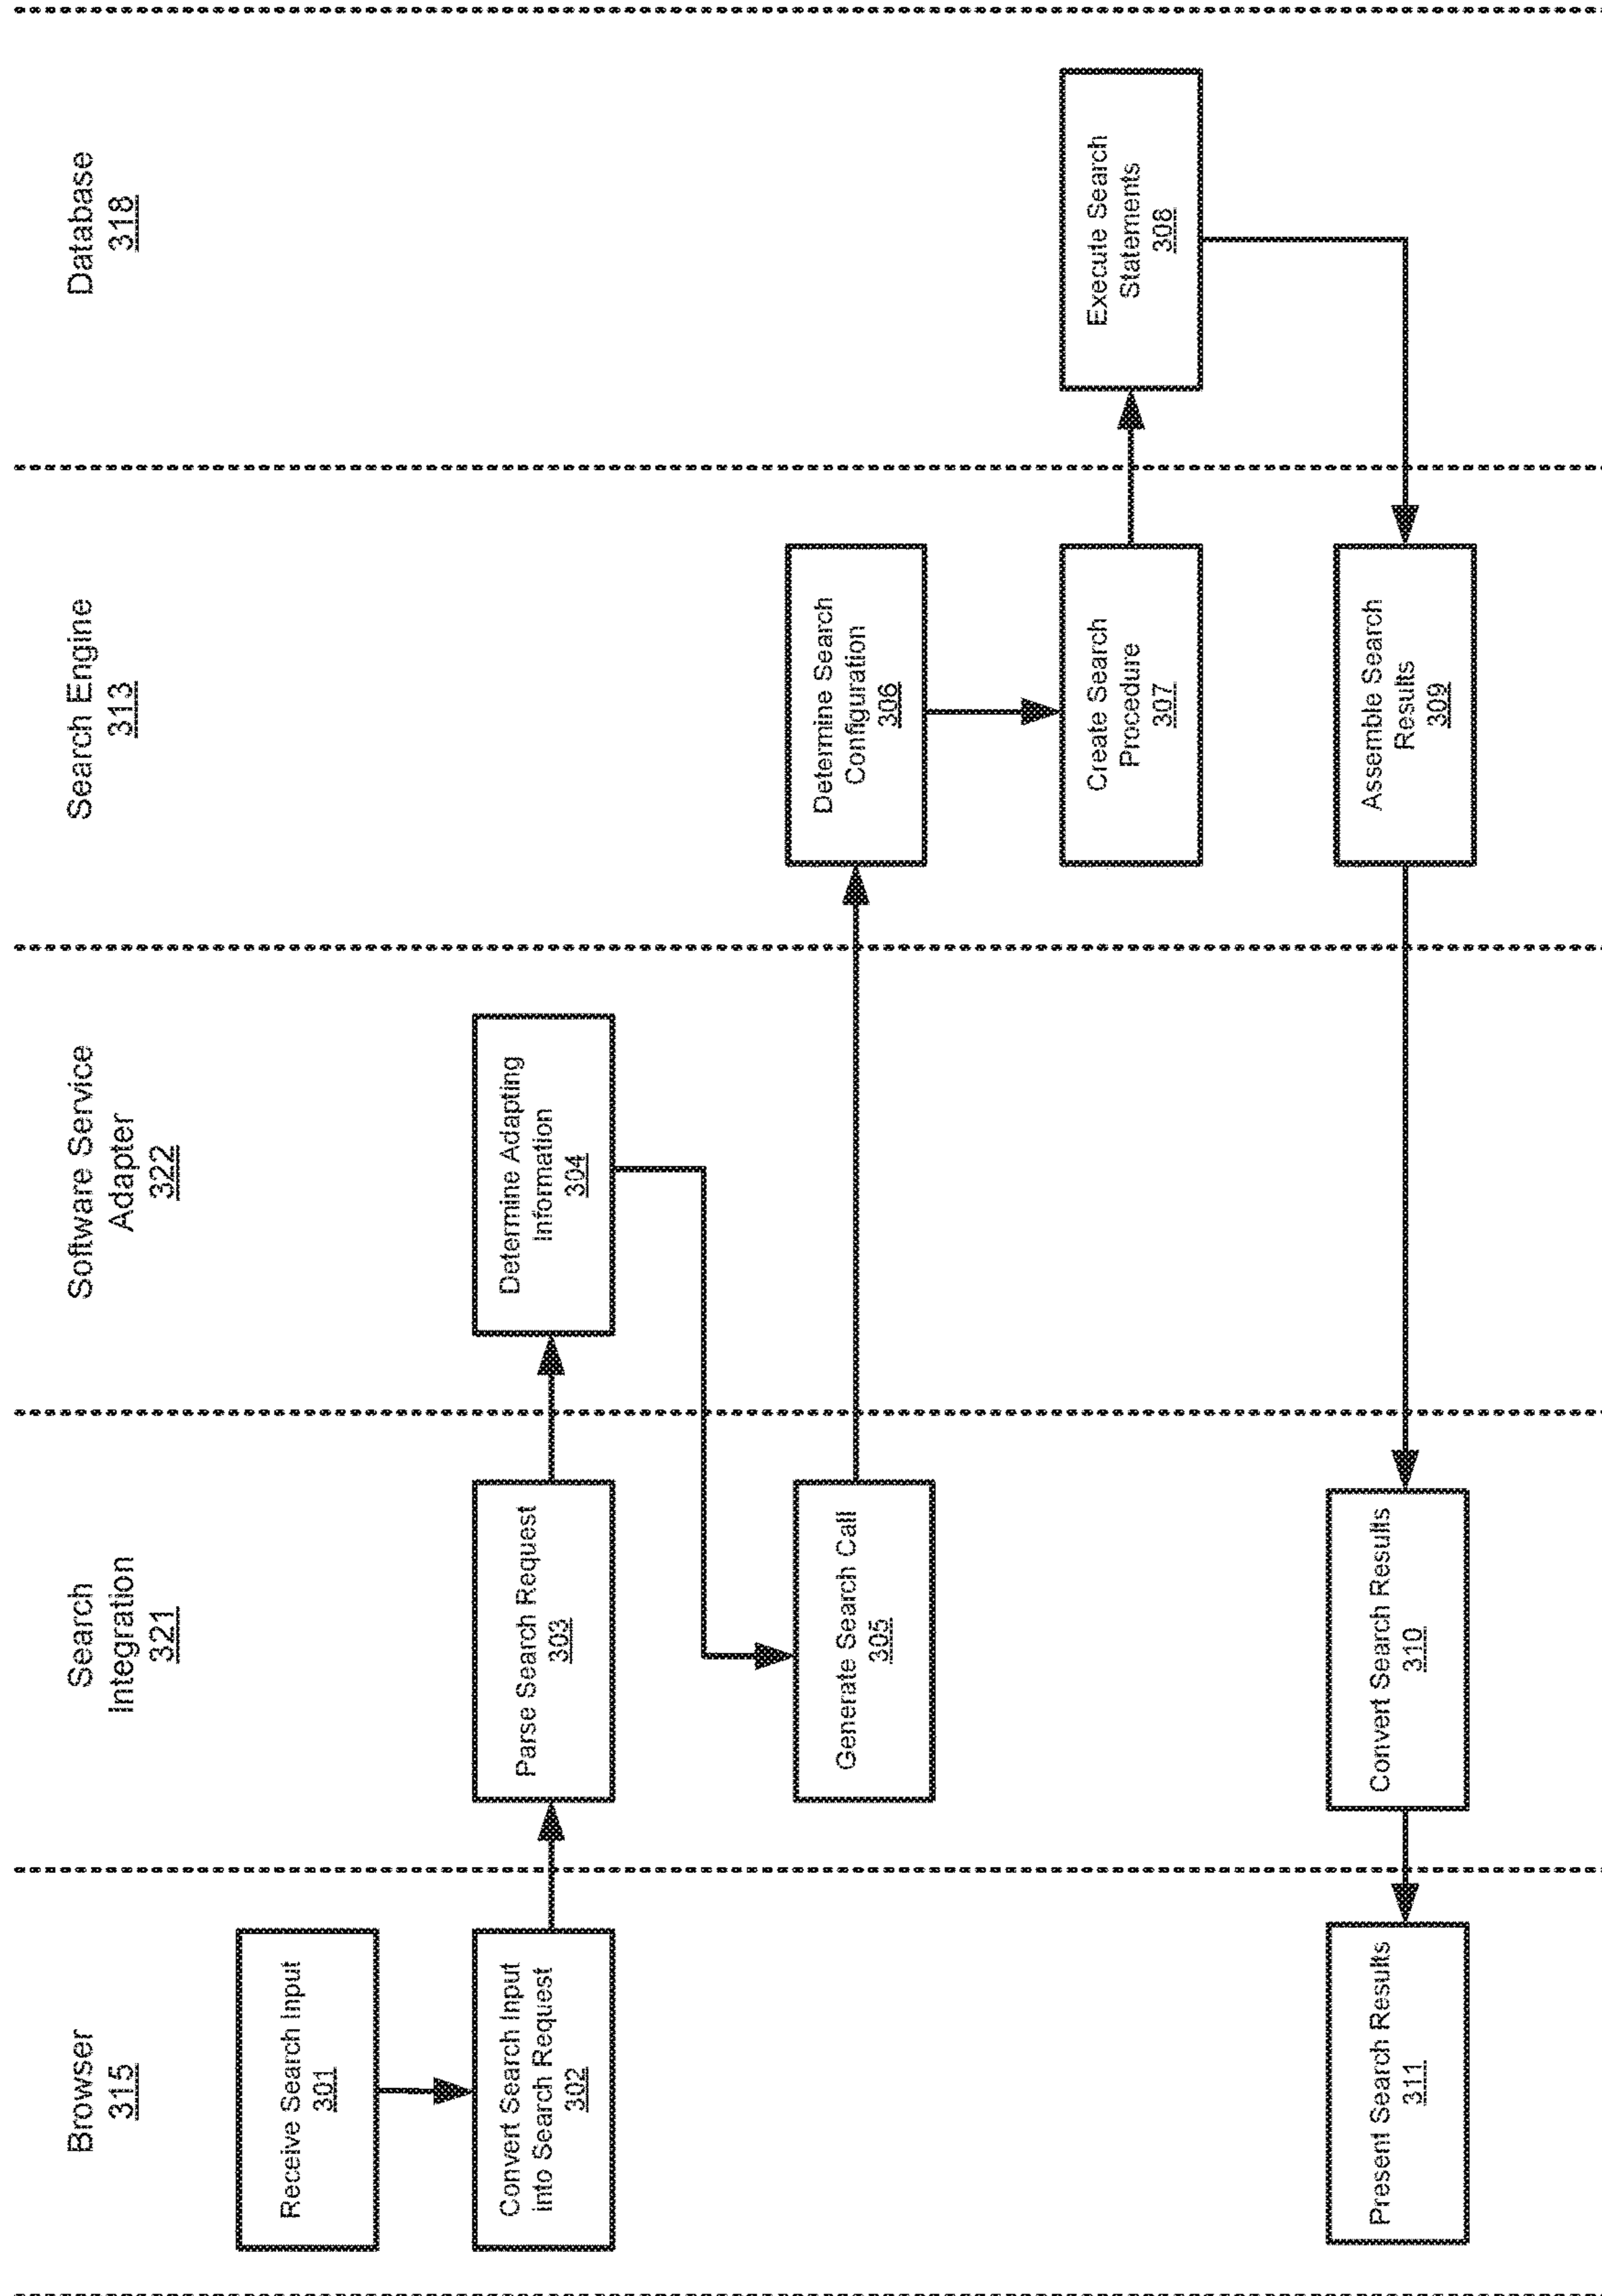 Browser
315
Search
Integration
321
Software Service
Adapter
322
Search Engine
313
Database
318
Receive Search Input
301
Convert Search Input
into Search Request
302
Parse Search Request
303
Determine Adapting
Information
304
Generate Search Call
305
Determine Search
Configuration
306
Create Search
Procedure
307
Execute Search
Statements
308
Assemble Search
Results
309
Convert Search Results
310
Present Search Results
311